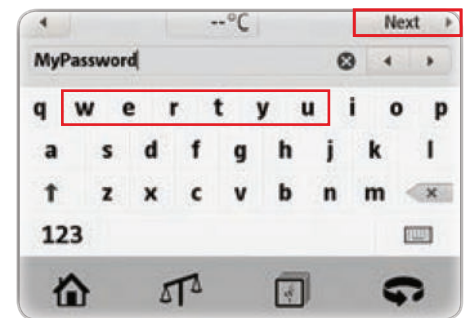 --°C Next
MyPassword
q w e r t y u i o p
a s d f g h j k l
z x c v b n m
123